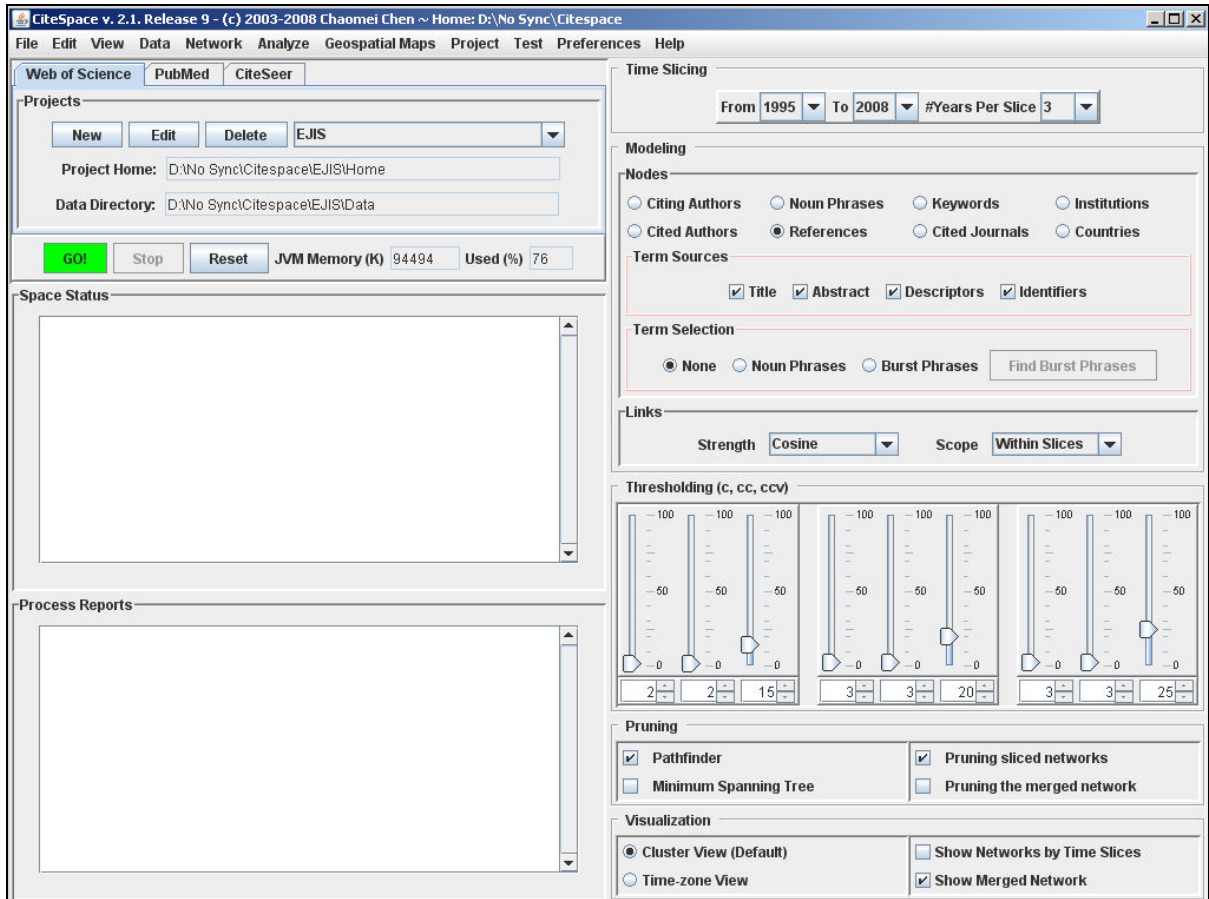 CiteSpace v. 2.1. Release 9 - (c) 2003-2008 Chaomei Chen ~ Home: D:\No Sync\Citespace
File Edit View Data Network Analyze Geospatial Maps Project Test Preferences Help
Web of Science PubMed CiteSeer
Projects
New Edit Delete EJIS
Project Home: D:\No Sync\Citespace\EJIS\Home
Data Directory: D:\No Sync\Citespace\EJIS\Data
GO! Stop Reset JVM Memory (K) 94494 Used (%) 76
Space Status
Process Reports
Time Slicing
From 1995 To 2008 #Years Per Slice 3
Modeling
Nodes
Citing Authors Noun Phrases Keywords Institutions
Cited Authors References Cited Journals Countries
Term Sources
Title Abstract Descriptors Identifiers
Term Selection
None Noun Phrases Burst Phrases Find Burst Phrases
Links
Strength Cosine Scope Within Slices
Thresholding (c, cc, ccv)
100 100 100 100 100 100 100 100 100
50 50 50 50 50 50 50 50 50
0 0 0 0 0 0 0 0 0
2 2 15 3 3 20 3 3 25
Pruning
Pathfinder Pruning sliced networks
Minimum Spanning Tree Pruning the merged network
Visualization
Cluster View (Default) Show Networks by Time Slices
Time-zone View Show Merged Network